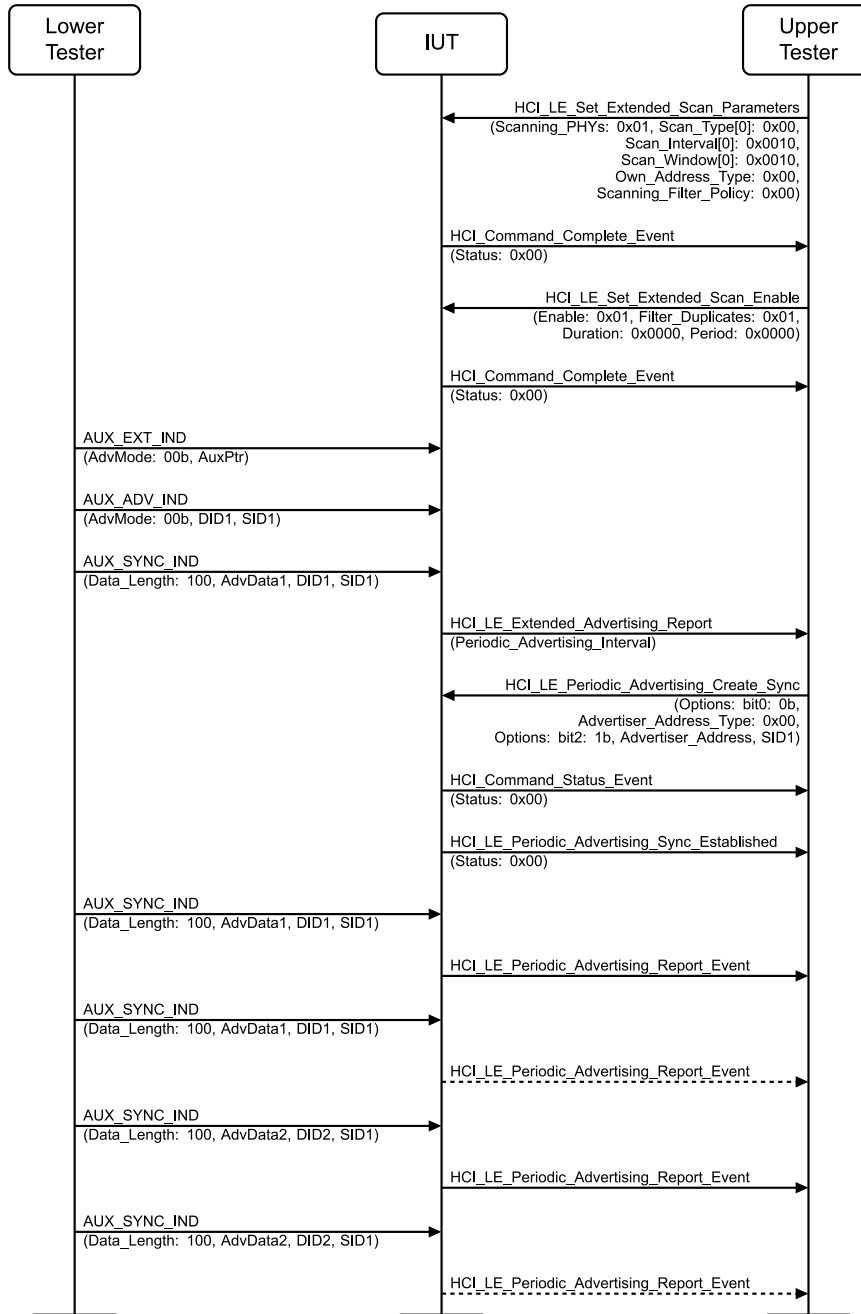 Lower
Tester
IUT
Upper
Tester
HCI_LE_Set_Extended_Scan_Parameters
(Scanning_PHYs: 0x01, Scan_Type[0]: 0x00,
Scan_Interval[0]: 0x0010,
Scan_Window[0]: 0x0010,
Own_Address_Type: 0x00,
Scanning_Filter_Policy: 0x00)
HCI_Command_Complete_Event
(Status: 0x00)
HCI_LE_Set_Extended_Scan_Enable
(Enable: 0x01, Filter_Duplicates: 0x01,
Duration: 0x0000, Period: 0x0000)
HCI_Command_Complete_Event
(Status: 0x00)
AUX_EXT_IND
(AdvMode: 00b, AuxPtr)
AUX_ADV_IND
(AdvMode: 00b, DID1, SID1)
AUX_SYNC_IND
(Data_Length: 100, AdvData1, DID1, SID1)
HCI_LE_Extended_Advertising_Report
(Periodic_Advertising_Interval)
HCI_LE_Periodic_Advertising_Create_Sync
(Options: bit0: 0b,
Advertiser_Address_Type: 0x00,
Options: bit2: 1b, Advertiser_Address, SID1)
HCI_Command_Status_Event
(Status: 0x00)
HCI_LE_Periodic_Advertising_Sync_Established
(Status: 0x00)
AUX_SYNC_IND
(Data_Length: 100, AdvData1, DID1, SID1)
HCI_LE_Periodic_Advertising_Report_Event
AUX_SYNC_IND
(Data_Length: 100, AdvData1, DID1, SID1)
HCI_LE_Periodic_Advertising_Report_Event
AUX_SYNC_IND
(Data_Length: 100, AdvData2, DID2, SID1)
HCI_LE_Periodic_Advertising_Report_Event
AUX_SYNC_IND
(Data_Length: 100, AdvData2, DID2, SID1)
HCI_LE_Periodic_Advertising_Report_Event